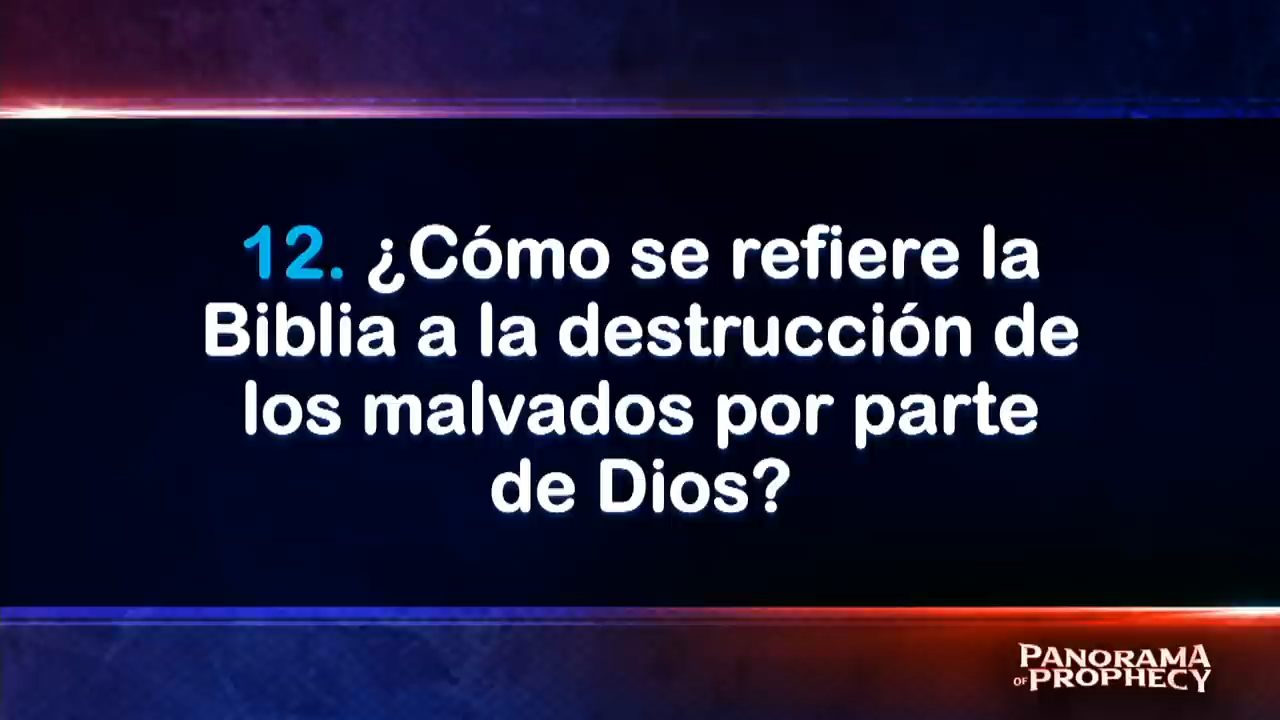 12. ¿Cómo se refiere la
Biblia a la destrucción de
los malvados por parte
de Dios?
PANORAMA
OF PROPHECY